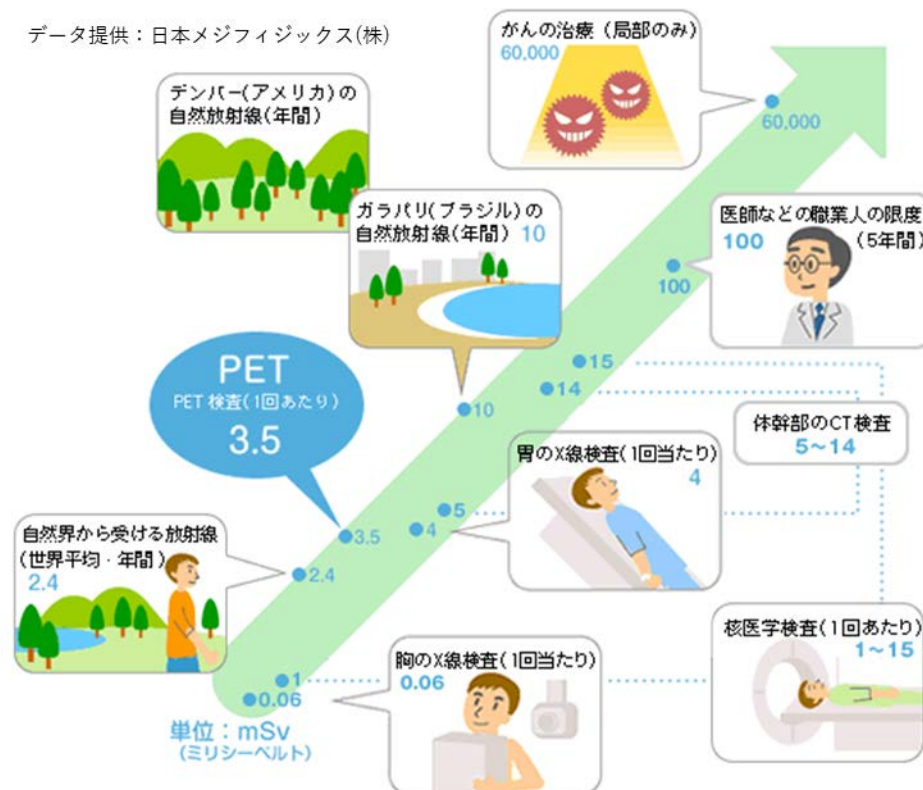 データ提供：日本メジフィジックス(株)
がんの治療（局部のみ）
60,000
60,000
デンバー(アメリカ)の
自然放射線(年間)
ガラパリ(ブラジル)の
自然放射線(年間) 10
医師などの職業人の限度
100 (5年間)
100
PET
PET 検査(1回あたり)
3.5
15
14
10
体幹部のCT検査
5～14
胃のX線検査(1回当たり)
4
5
4
3.5
自然界から受ける放射線
(世界平均・年間)
2.4
2.4
核医学検査(1回あたり)
1～15
胸のX線検査(1回当たり)
0.06
1
0.06
単位：mSv
(ミリシーベルト)